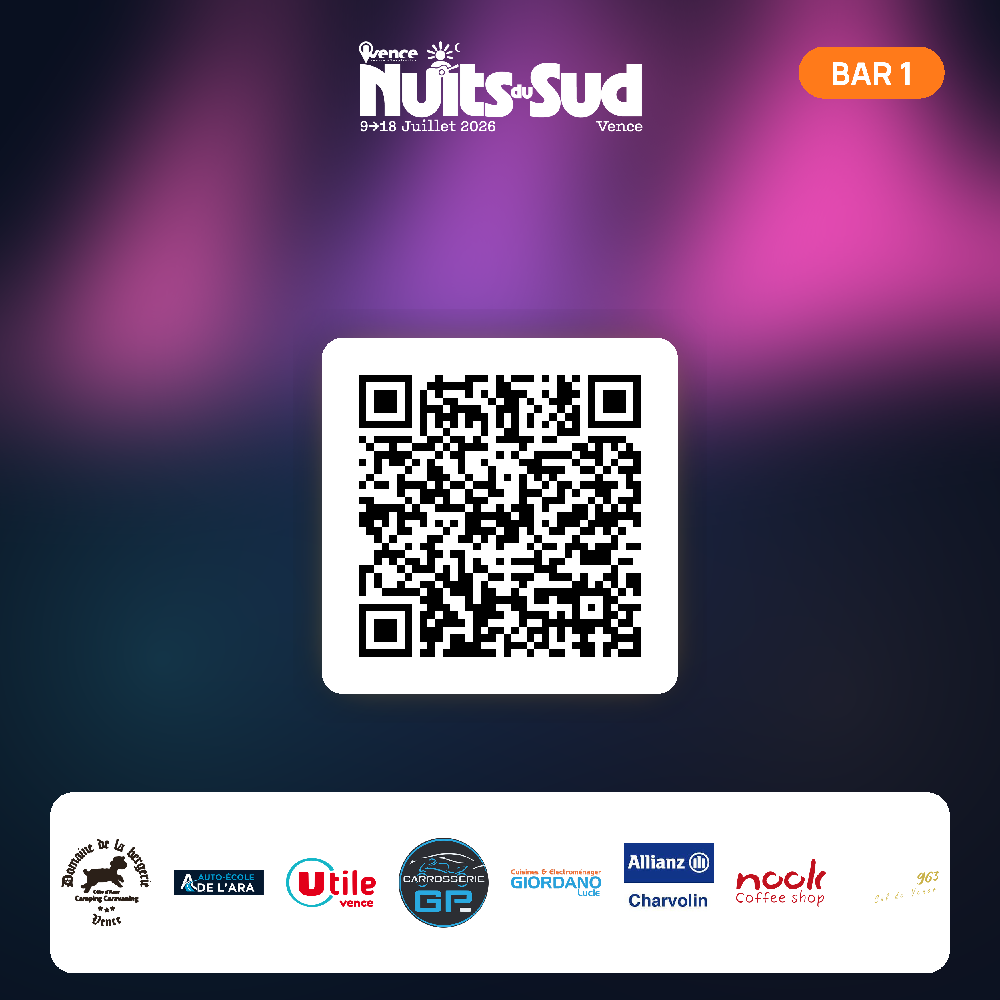 vence
source d'inspiration
Nuits du Sud
9→18 Juillet 2026
Vence
BAR 1
Domaine de la bergerie
Côte d'Azur
Camping Caravaning
Vence
AUTO-ÉCOLE
DE L'ARA
Utile
vence
CARROSSERIE
GP
Cuisines & Electroménager
GIORDANO
Lucie
Allianz
Charvolin
nook
Coffee shop
963
Col de Vence